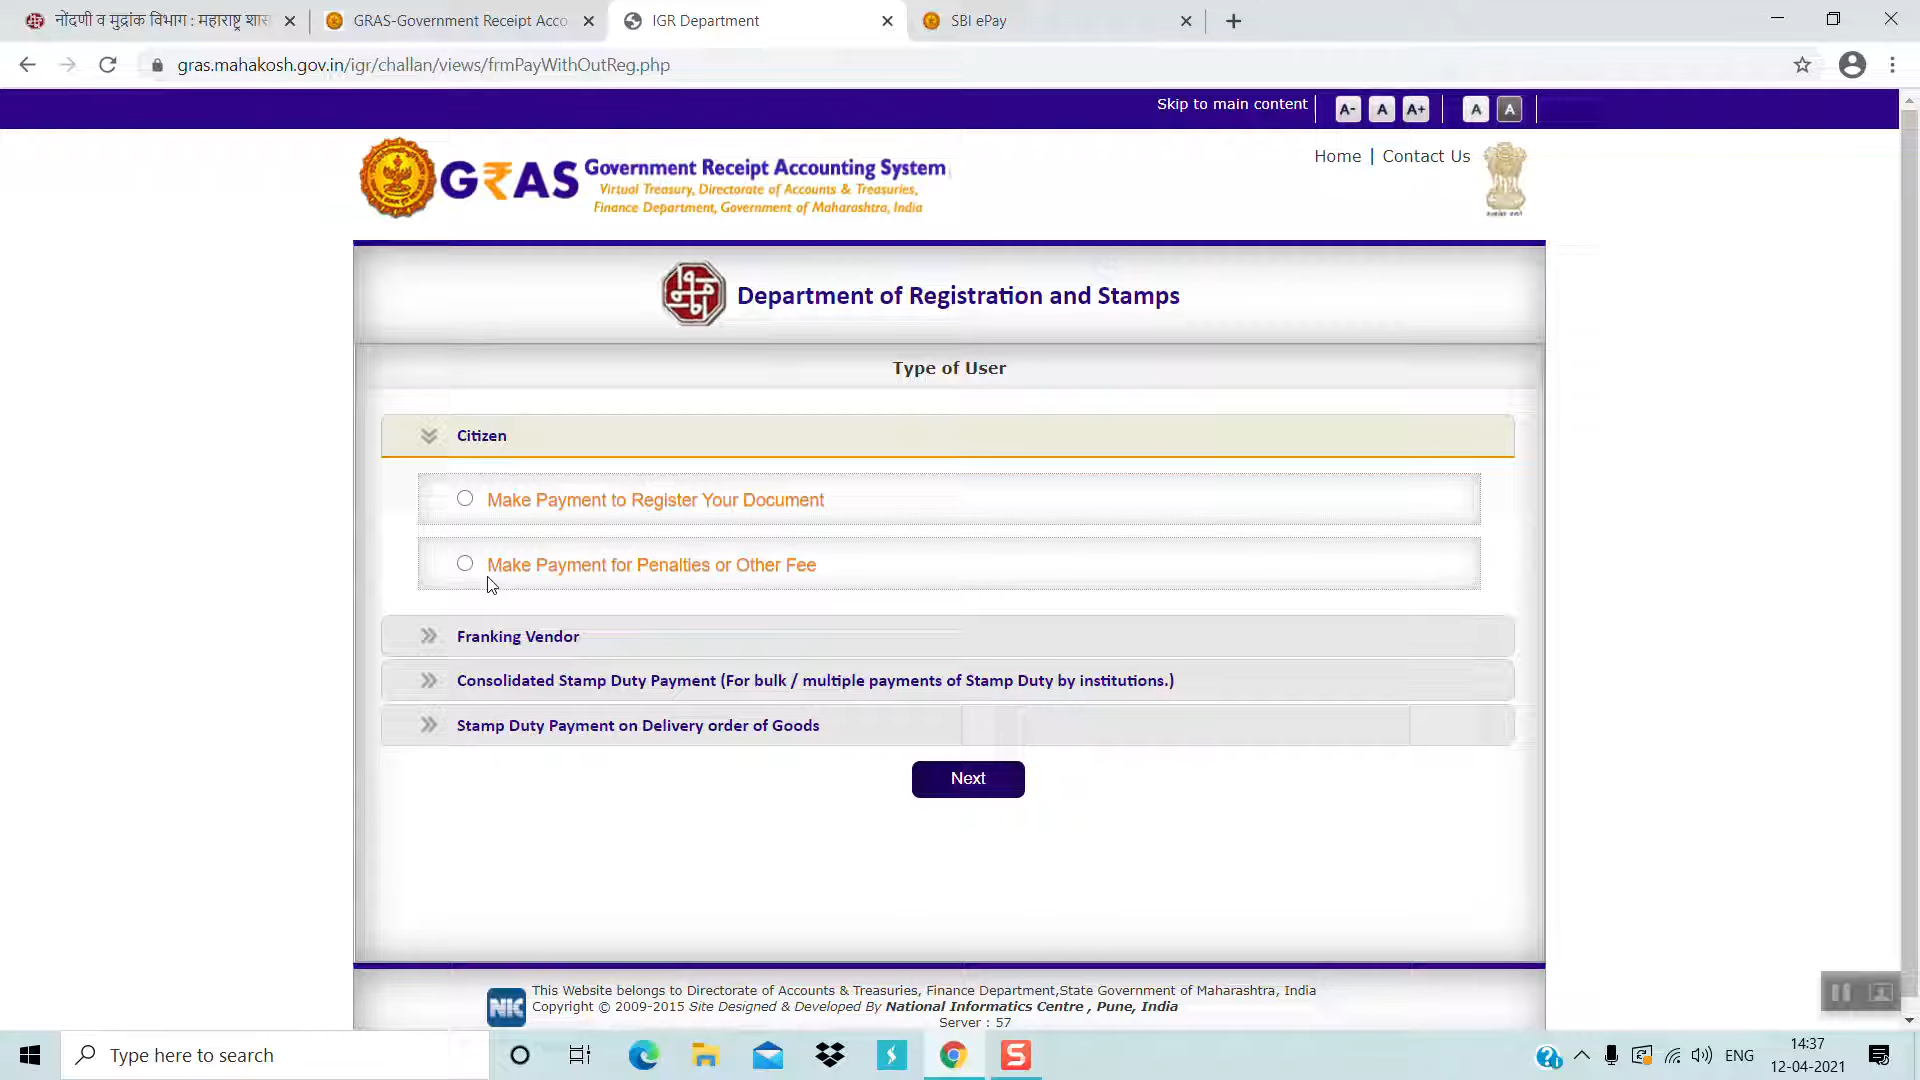 नोंदणी व मुद्रांक विभाग : महाराष्ट्र शास
GRAS-Government Receipt Acco
IGR Department
SBI ePay
gras.mahakosh.gov.in/igr/challan/views/frmPayWithOutReg.php
Skip to main content
A- A A+ A A
GRAS Government Receipt Accounting System
Virtual Treasury, Directorate of Accounts & Treasuries,
Finance Department, Government of Maharashtra, India
Home | Contact Us
Department of Registration and Stamps
Type of User
Citizen
Make Payment to Register Your Document
Make Payment for Penalties or Other Fee
Franking Vendor
Consolidated Stamp Duty Payment (For bulk / multiple payments of Stamp Duty by institutions.)
Stamp Duty Payment on Delivery order of Goods
Next
NIC
This Website belongs to Directorate of Accounts & Treasuries, Finance Department,State Government of Maharashtra, India
Copyright © 2009-2015 Site Designed & Developed By National Informatics Centre , Pune, India
Server : 57
Type here to search
ENG
14:37
12-04-2021